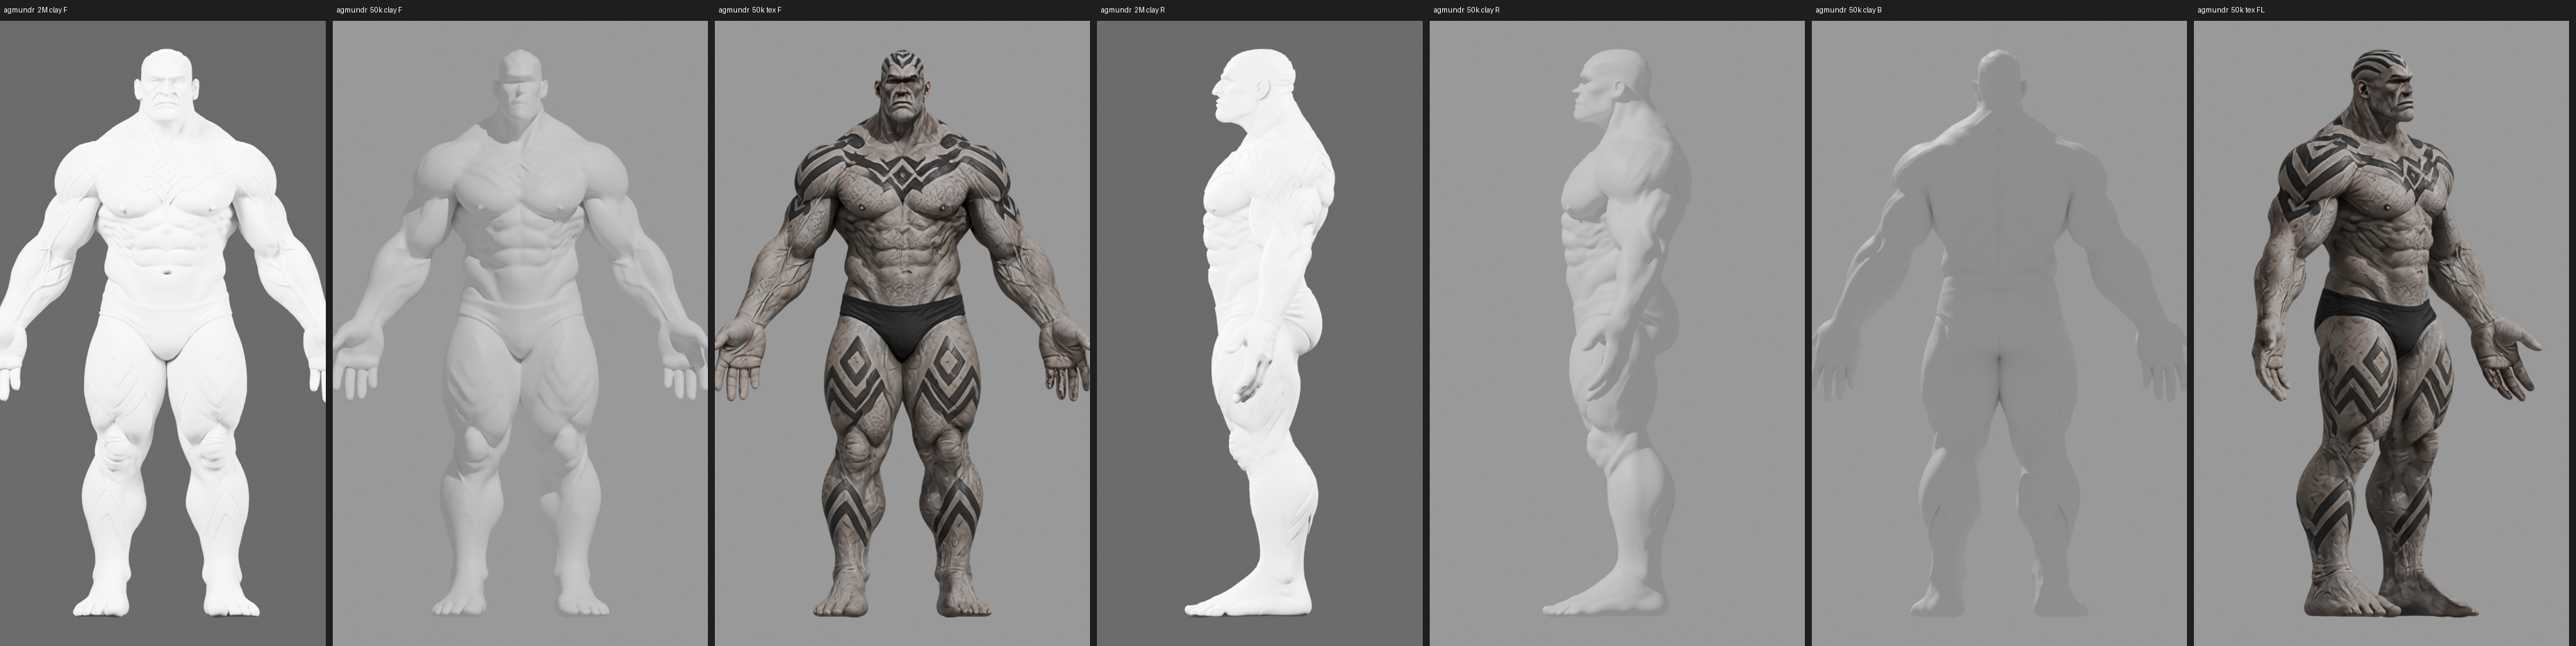 agmundr 2M clay F
agmundr 50k clay F
agmundr 50k tex F
agmundr 2M clay R
agmundr 50k clay R
agmundr 50k clay B
agmundr 50k tex FL